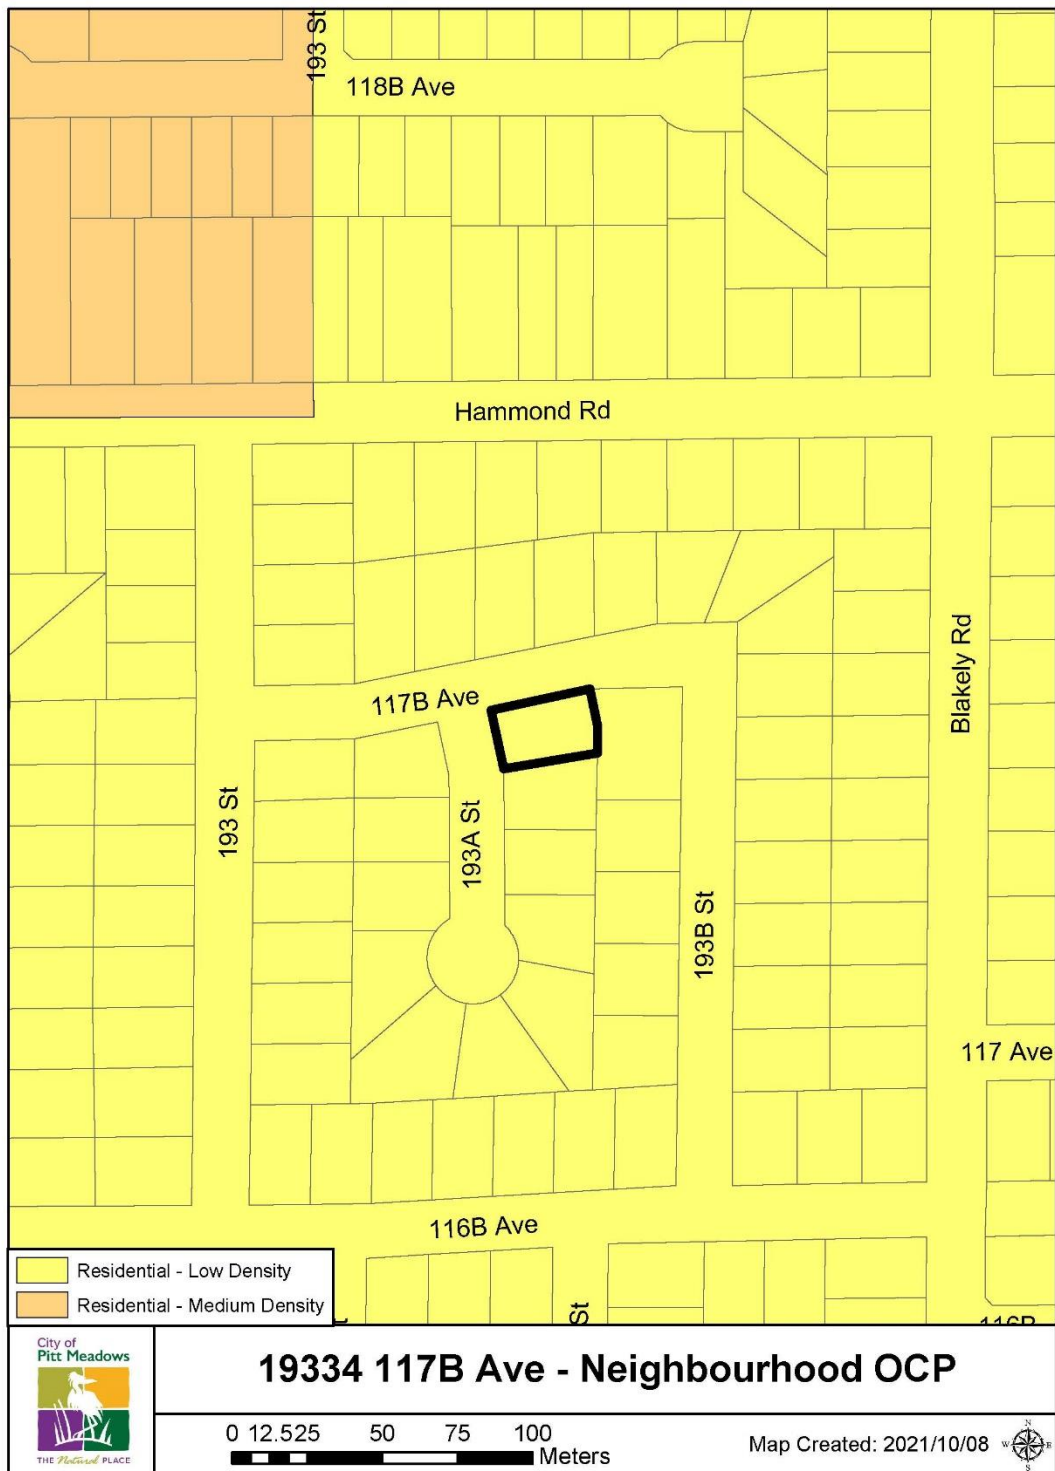 193 St
118B Ave
Hammond Rd
117B Ave
Blakely Rd
193 St
193A St
193B St
117 Ave
116B Ave
St
Residential - Low Density
Residential - Medium Density
City of
Pitt Meadows
THE Natural PLACE
19334 117B Ave - Neighbourhood OCP
0 12.525 50 75 100
Meters
Map Created: 2021/10/08
N
W E
S